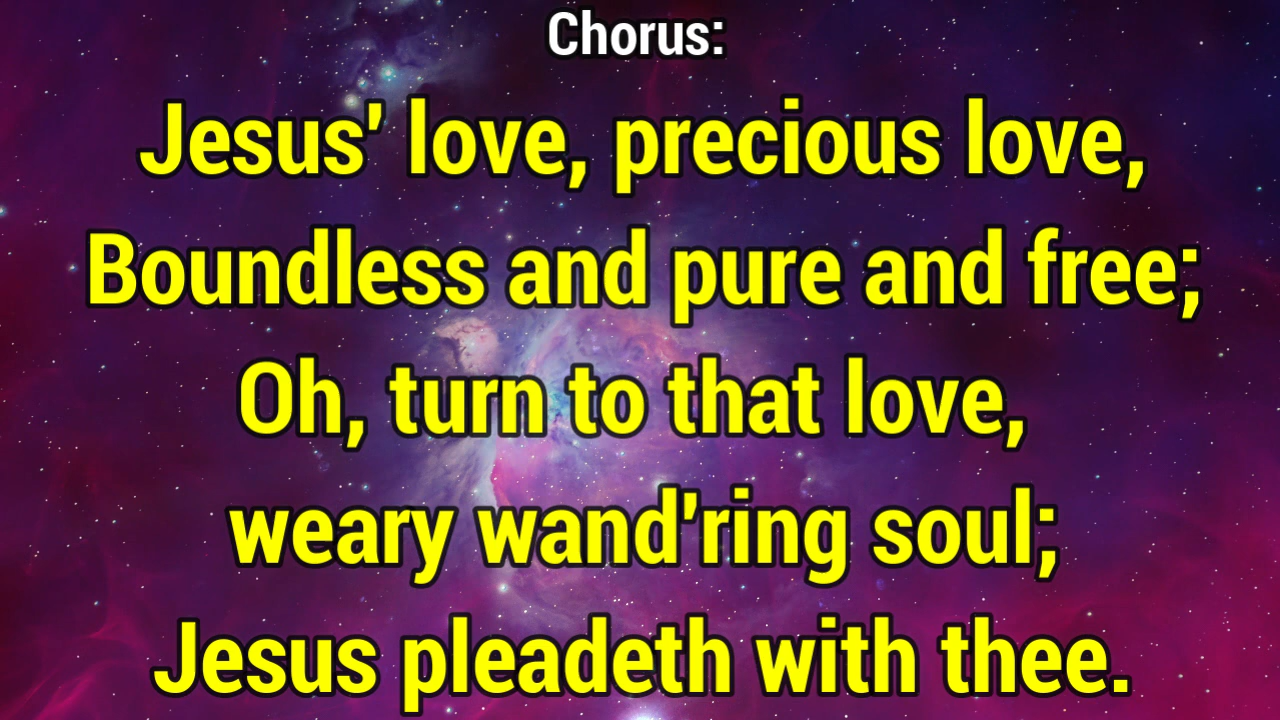 Chorus:
Jesus' love, precious love,
Boundless and pure and free;
Oh, turn to that love,
weary wand'ring soul;
Jesus pleadeth with thee.